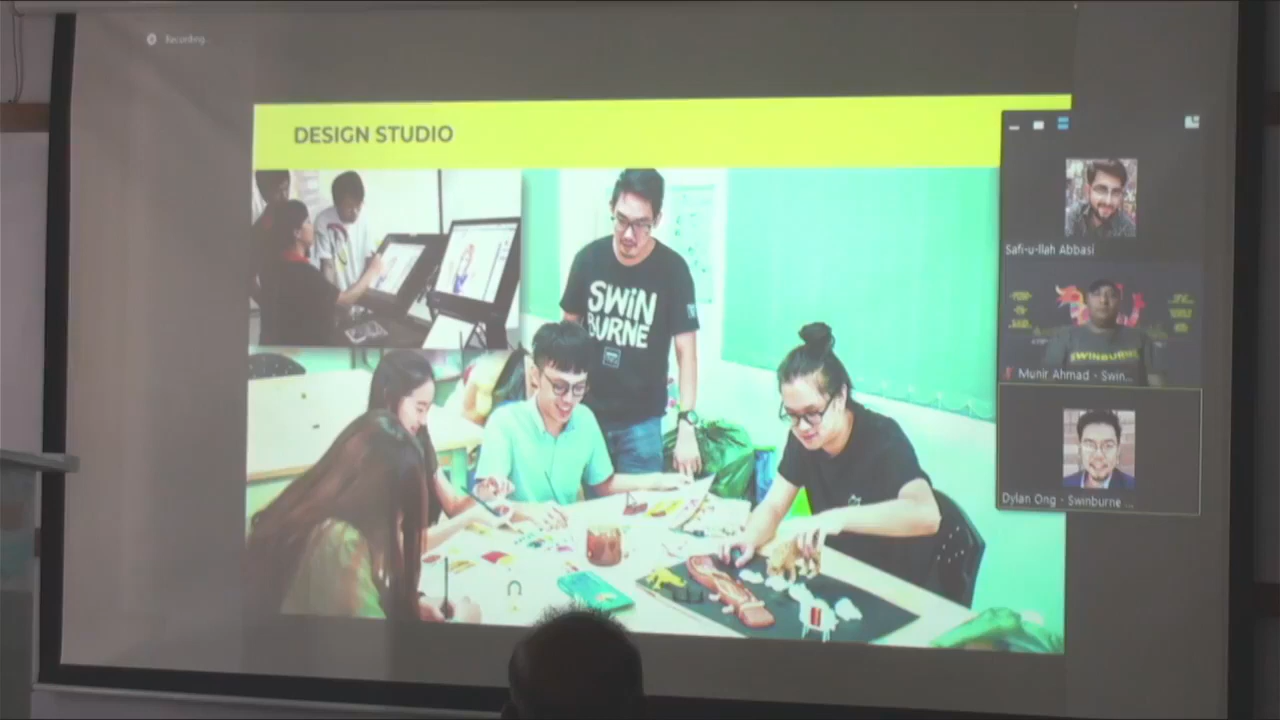 Recording...
DESIGN STUDIO
SWiN
BURNE
Safi-u-llah Abbasi
SWINBURNE
Munir Ahmad - Swin...
Dylan Ong - Swinburne ...